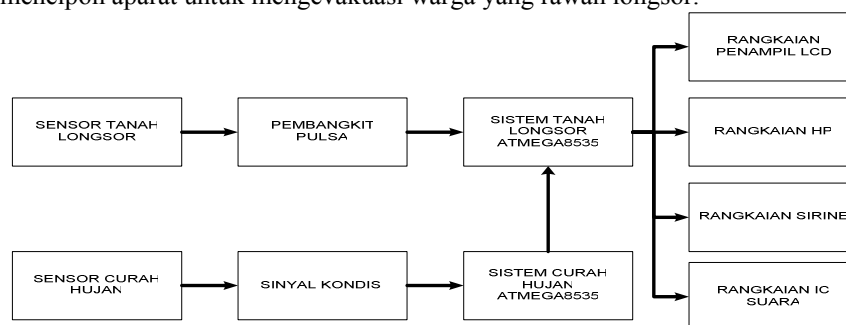 menelpon aparat untuk mengevakuasi warga yang rawan longsor.
RANGKAIAN
PENAMPIL LCD
SENSOR TANAH
LONGSOR
PEMBANGKIT
PULSA
SISTEM TANAH
LONGSOR
ATMEGA8535
RANGKAIAN HP
RANGKAIAN SIRINE
SENSOR CURAH
HUJAN
SINYAL KONDIS
SISTEM CURAH
HUJAN
ATMEGA8535
RANGKAIAN IC
SUARA